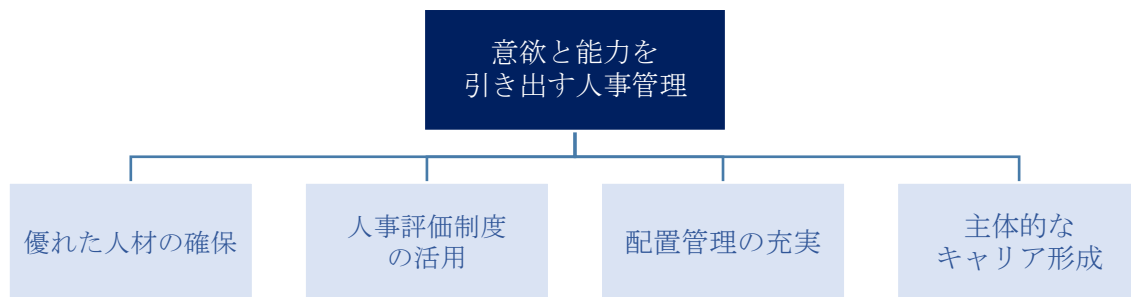 意欲と能力を
引き出す人事管理
優れた人材の確保
人事評価制度
の活用
配置管理の充実
主体的な
キャリア形成